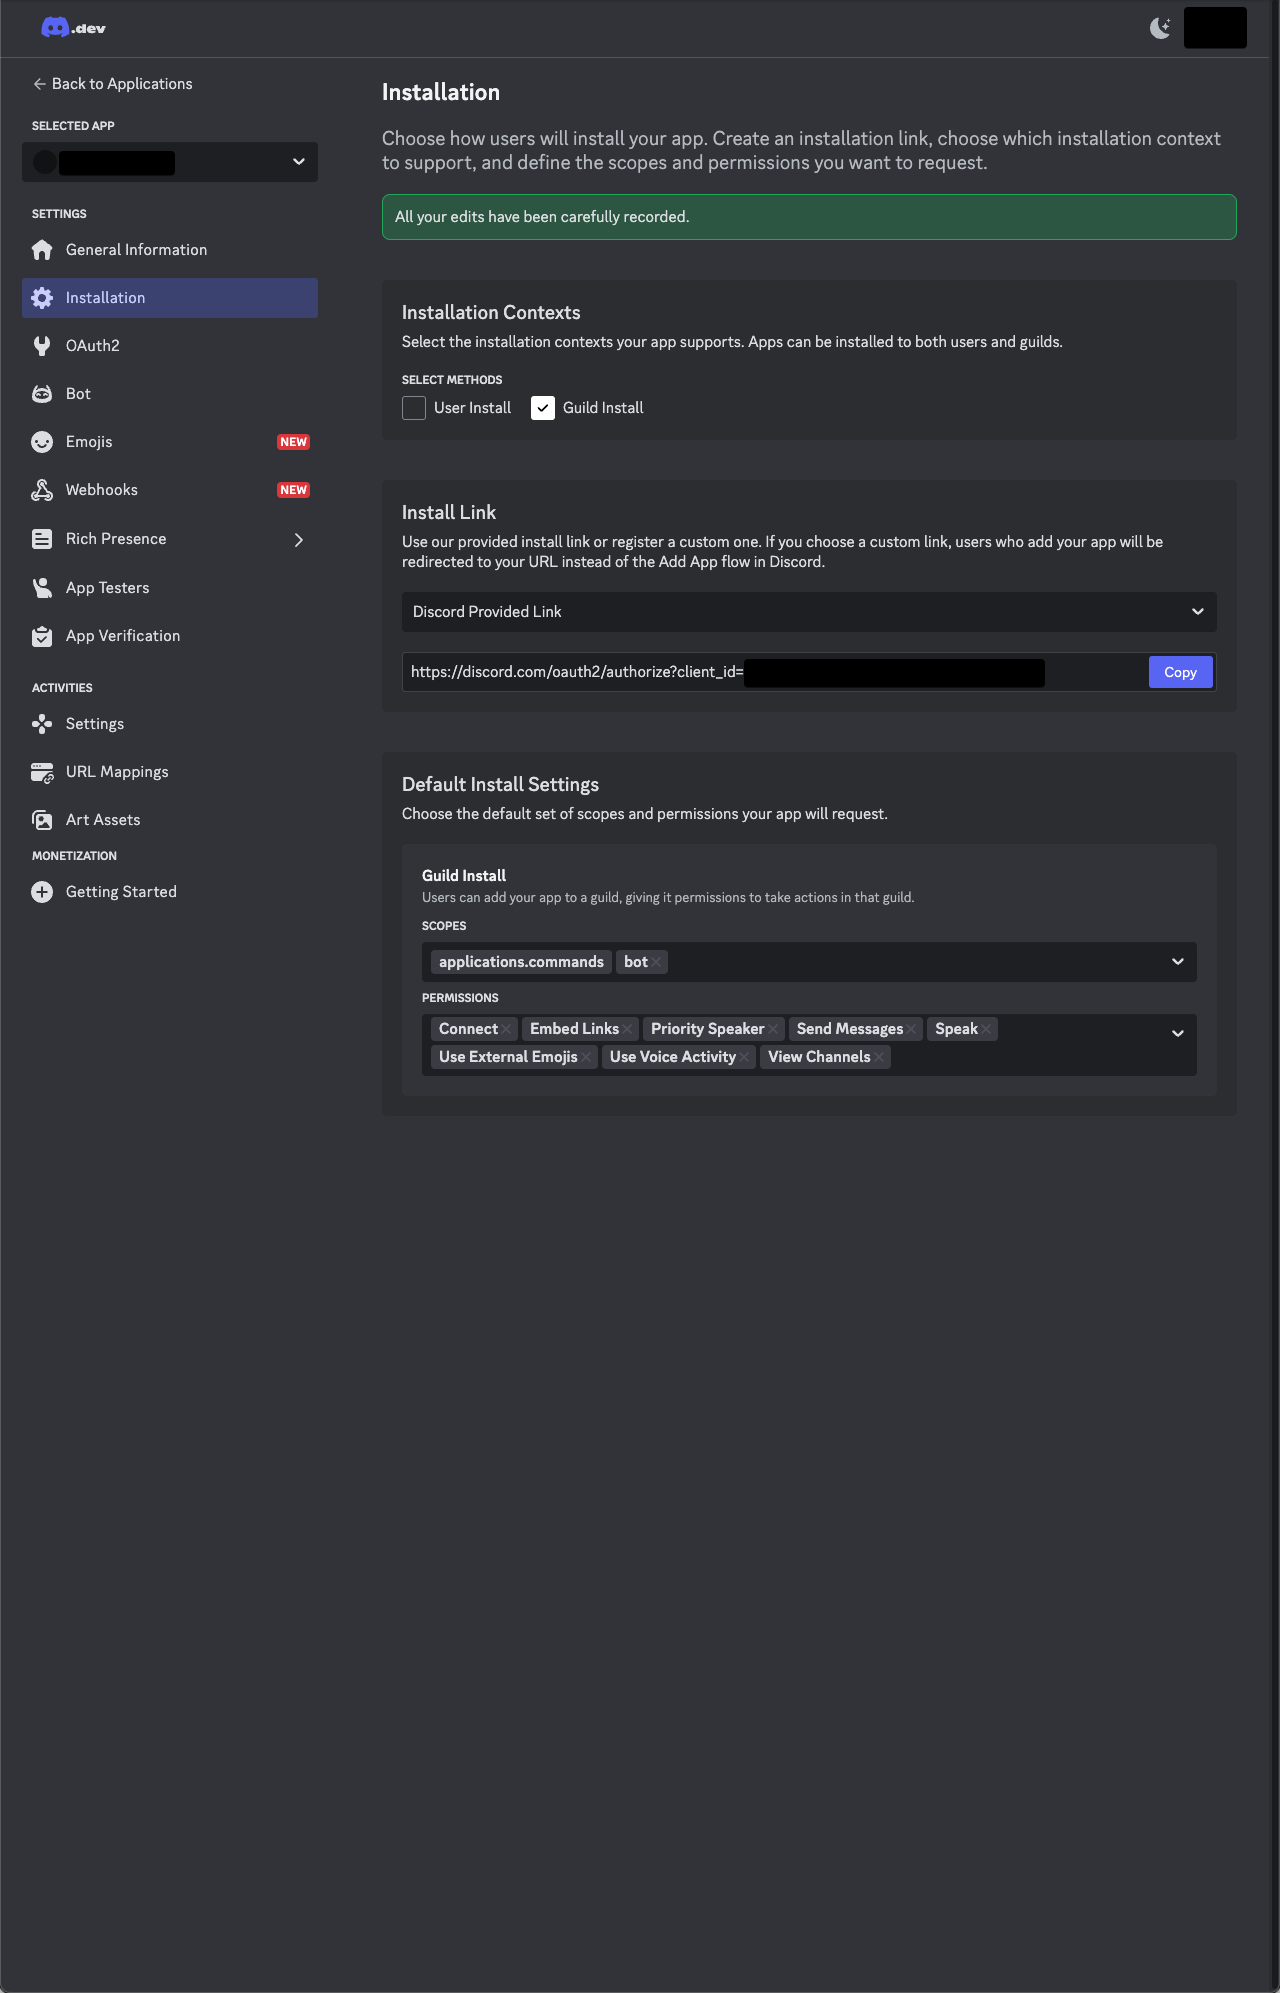 .dev
Back to Applications
SELECTED APP
SETTINGS
General Information
Installation
OAuth2
Bot
Emojis NEW
Webhooks NEW
Rich Presence
App Testers
App Verification
ACTIVITIES
Settings
URL Mappings
Art Assets
MONETIZATION
Getting Started
Installation
Choose how users will install your app. Create an installation link, choose which installation context
to support, and define the scopes and permissions you want to request.
All your edits have been carefully recorded.
Installation Contexts
Select the installation contexts your app supports. Apps can be installed to both users and guilds.
SELECT METHODS
User Install Guild Install
Install Link
Use our provided install link or register a custom one. If you choose a custom link, users who add your app will be
redirected to your URL instead of the Add App flow in Discord.
Discord Provided Link
https://discord.com/oauth2/authorize?client_id= Copy
Default Install Settings
Choose the default set of scopes and permissions your app will request.
Guild Install
Users can add your app to a guild, giving it permissions to take actions in that guild.
SCOPES
applications.commands bot
PERMISSIONS
Connect Embed Links Priority Speaker Send Messages Speak
Use External Emojis Use Voice Activity View Channels